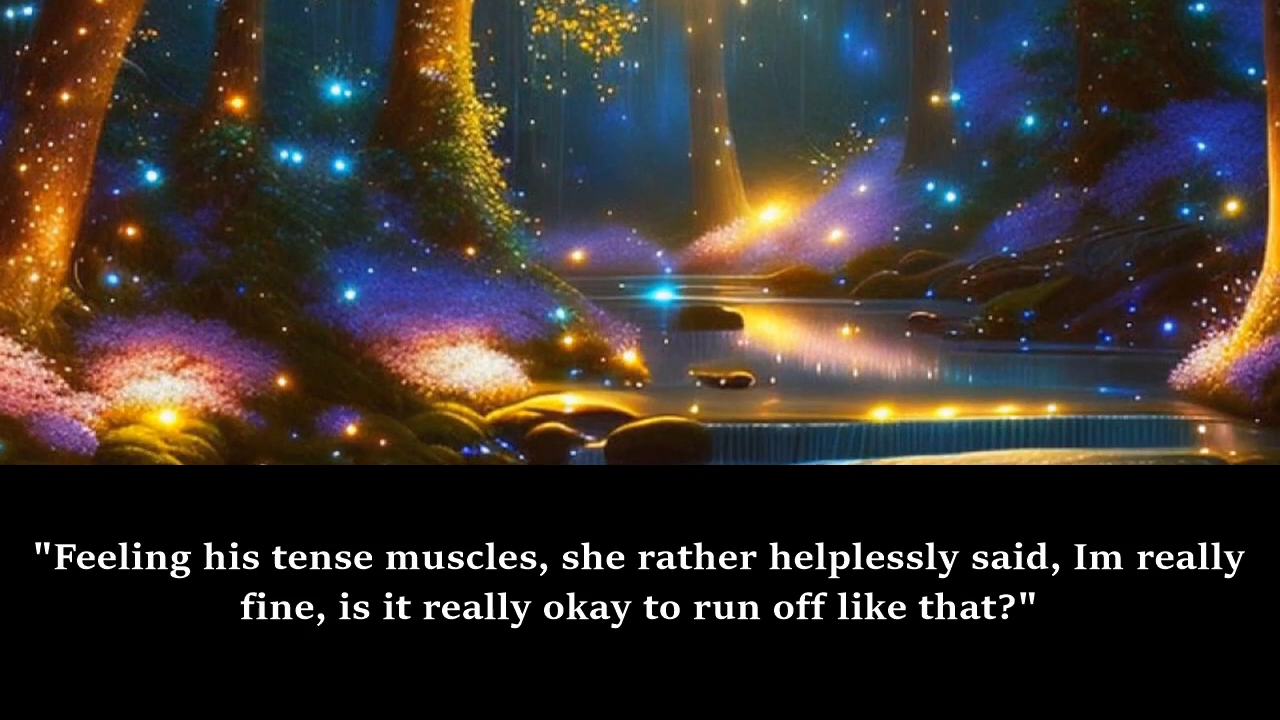 "Feeling his tense muscles, she rather helplessly said, Im really
fine, is it really okay to run off like that?"